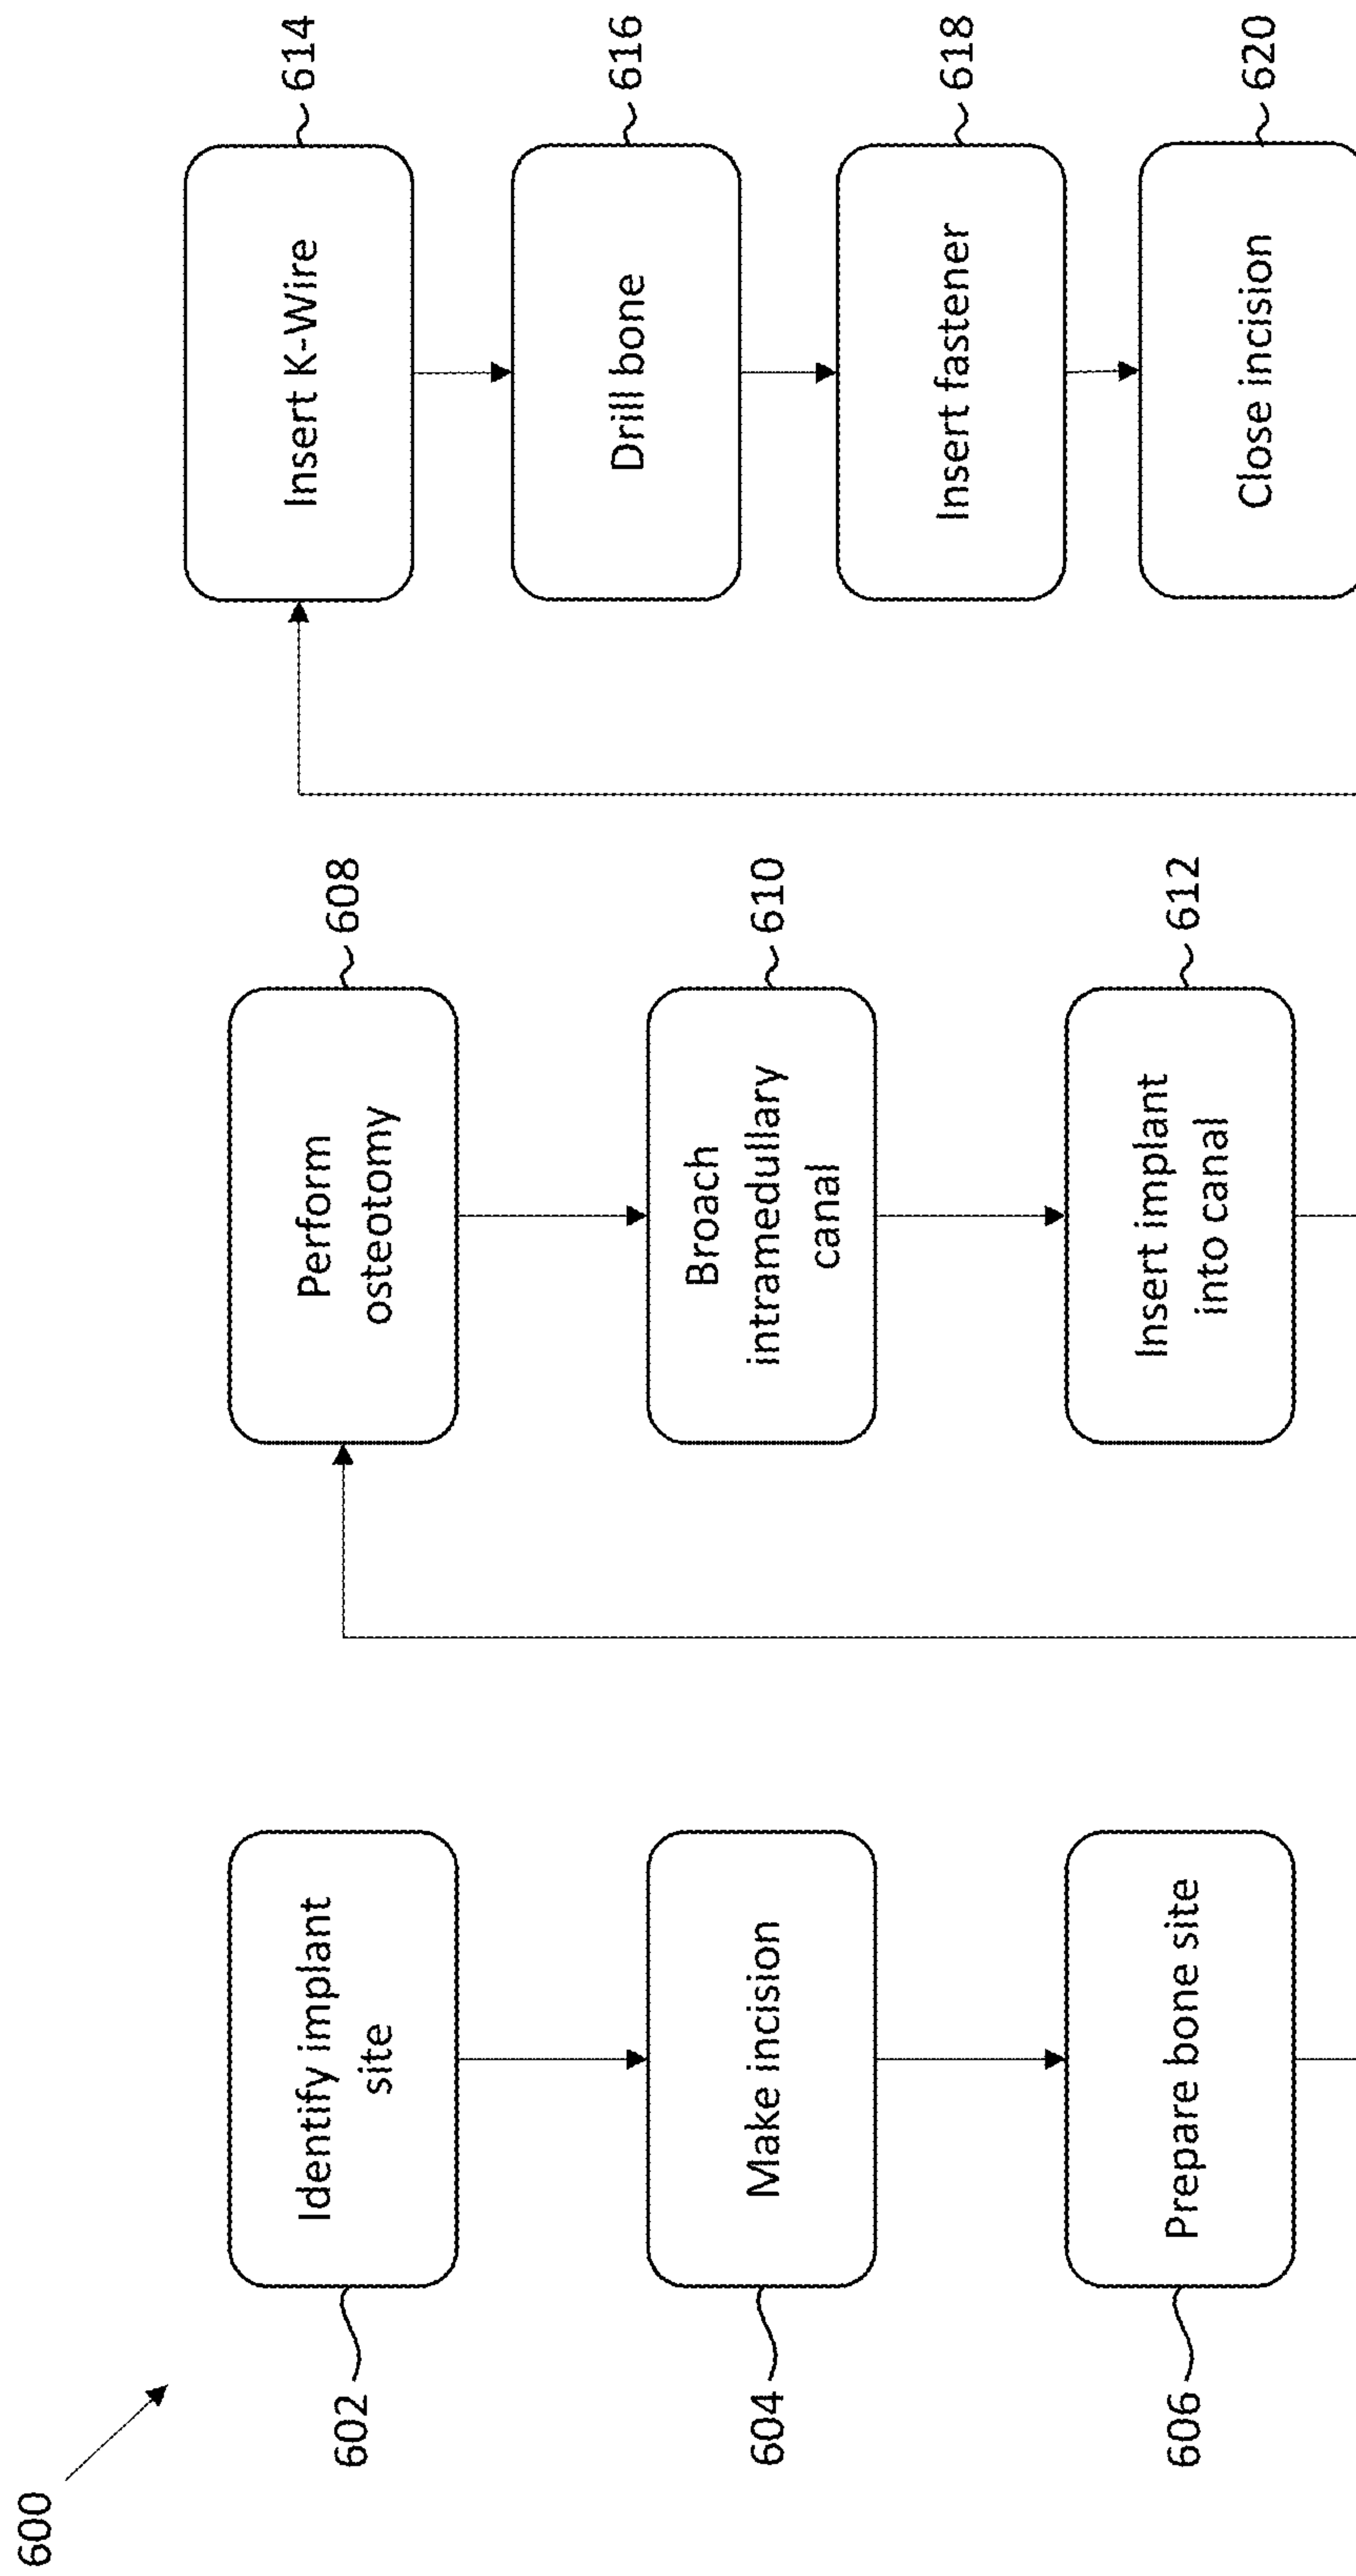 600
602
Identify implant
site
604
Make incision
606
Prepare bone site
608
Perform
osteotomy
610
Broach
intramedullary
canal
612
Insert implant
into canal
614
Insert K-Wire
616
Drill bone
618
Insert fastener
620
Close incision